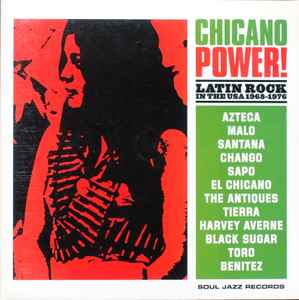 CHICANO
POWER!
LATIN ROCK
IN THE USA 1968-1976
AZTECA
MALO
SANTANA
CHANGO
SAPO
EL CHICANO
THE ANTIQUES
TIERRA
HARVEY AVERNE
BLACK SUGAR
TORO
BENITEZ
SOUL JAZZ RECORDS